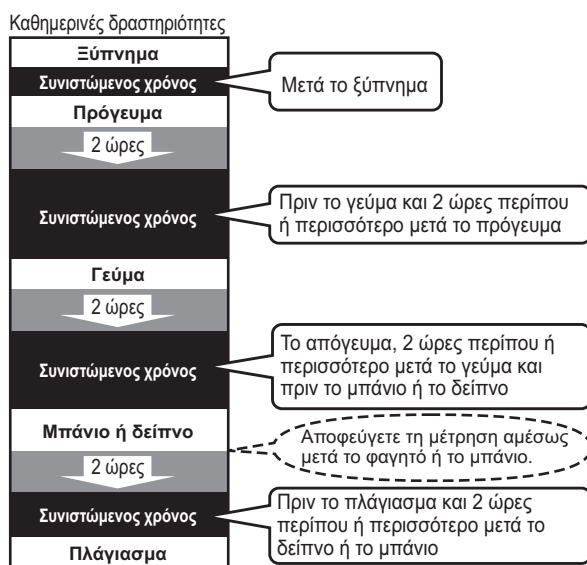 Καθημερινές δραστηριότητες
Ξύπνημα
Συνιστώμενος χρόνος
Μετά το ξύπνημα
Πρόγευμα
2 ώρες
Συνιστώμενος χρόνος
Πριν το γεύμα και 2 ώρες περίπου
ή περισσότερο μετά το πρόγευμα
Γεύμα
2 ώρες
Συνιστώμενος χρόνος
Το απόγευμα, 2 ώρες περίπου ή
περισσότερο μετά το γεύμα και
πριν το μπάνιο ή το δείπνο
Μπάνιο ή δείπνο
Αποφεύγετε τη μέτρηση αμέσως
μετά το φαγητό ή το μπάνιο.
2 ώρες
Συνιστώμενος χρόνος
Πριν το πλάγιασμα και 2 ώρες
περίπου ή περισσότερο μετά το
δείπνο ή το μπάνιο
Πλάγιασμα